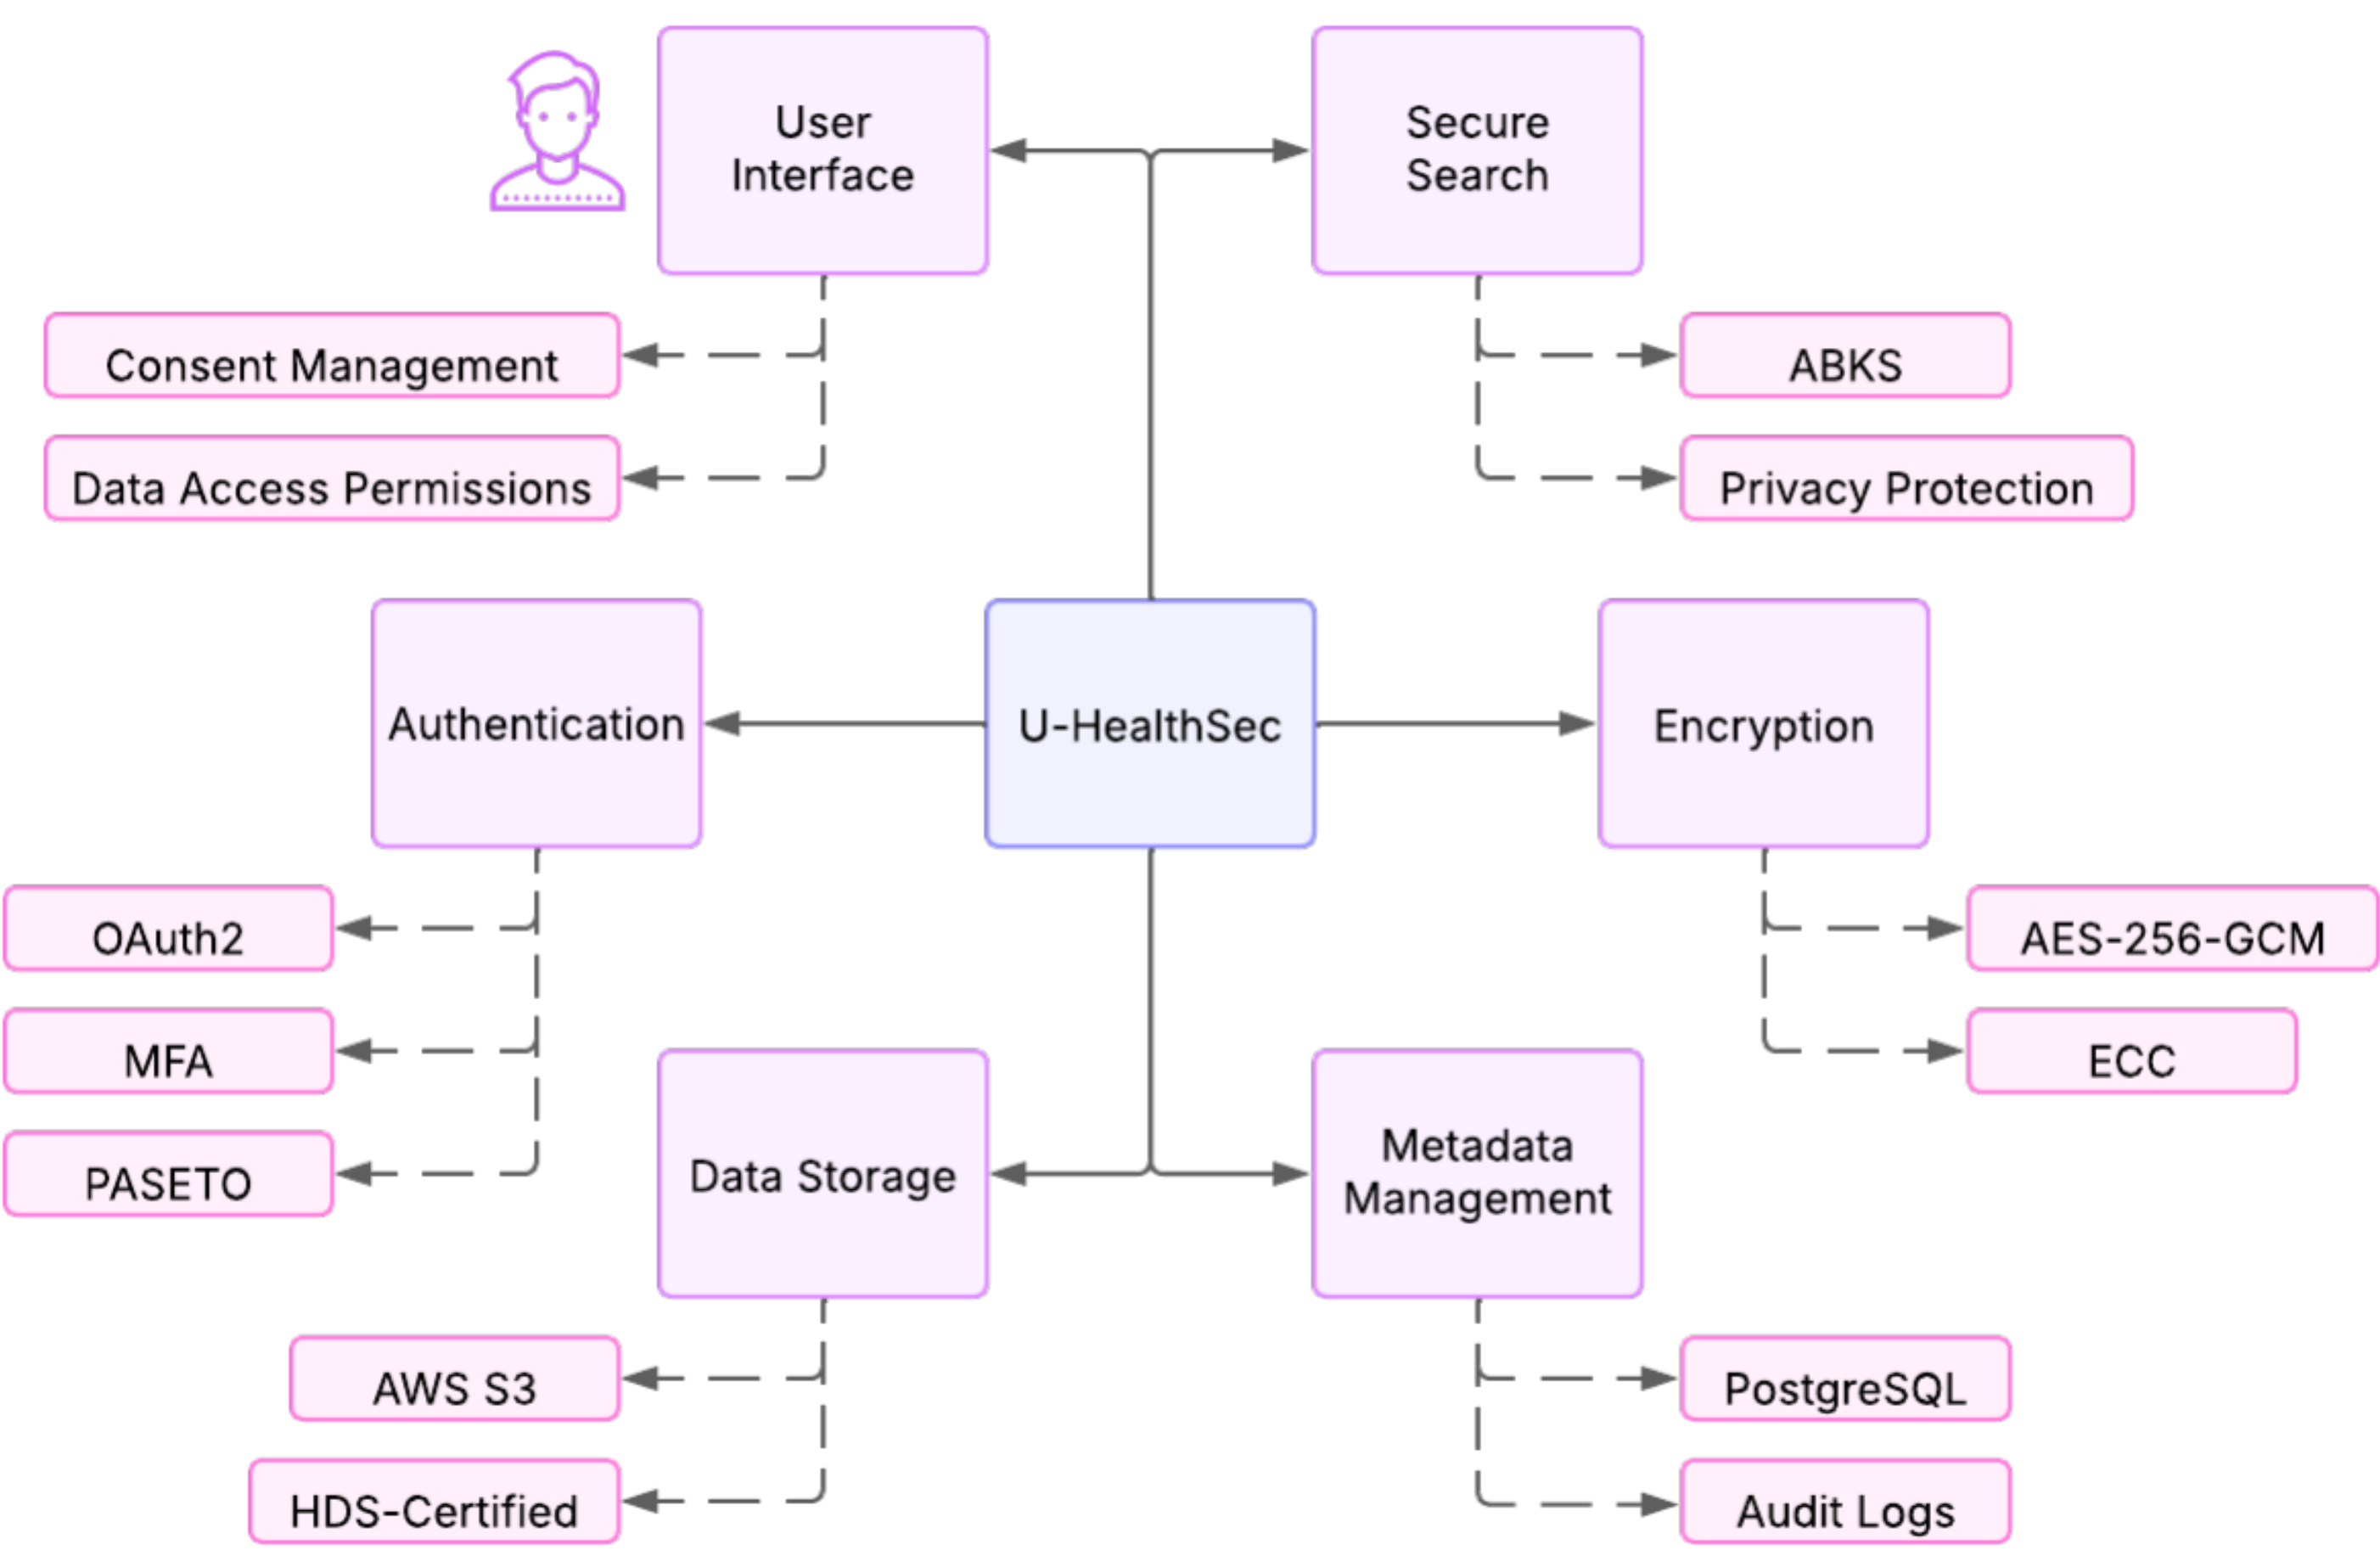 User
Interface
Secure
Search
Consent Management
ABKS
Data Access Permissions
Privacy Protection
Authentication
U-HealthSec
Encryption
OAuth2
AES-256-GCM
MFA
ECC
PASETO
Data Storage
Metadata
Management
AWS S3
PostgreSQL
HDS-Certified
Audit Logs